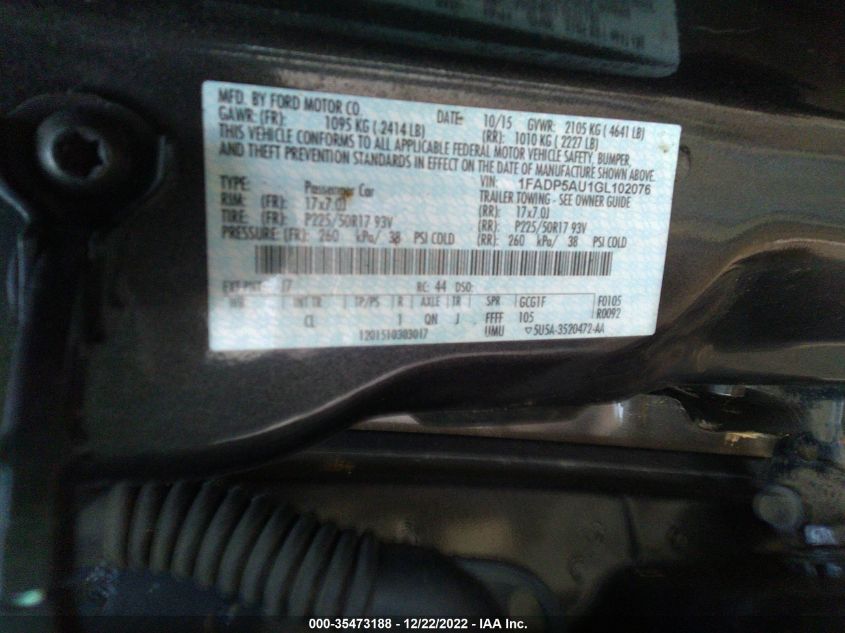 MFD. BY FORD MOTOR CO.
DATE: 10/15 GVWR: 2105 KG ( 4641 LB)
GAWR: (FR): 1095 KG ( 2414 LB) (RR): 1010 KG ( 2227 LB)
THIS VEHICLE CONFORMS TO ALL APPLICABLE FEDERAL MOTOR VEHICLE SAFETY, BUMPER,
AND THEFT PREVENTION STANDARDS IN EFFECT ON THE DATE OF MANUFACTURE SHOWN ABOVE.
VIN: 1FADP5AU1GL102076
TYPE: Passenger Car TRAILER TOWING - SEE OWNER GUIDE
RIM: (FR): 17x7.0J (RR): 17x7.0J
TIRE: (FR): P225/50R17 93V (RR): P225/50R17 93V
PRESSURE: (FR): 260 kPa/ 38 PSI COLD (RR): 260 kPa/ 38 PSI COLD
EXT PNT: J7 RC: 44 DSO:
WB INT TR TP/PS R AXLE TR SPR GCG1F F0105
CL 1 QN J FFFF 105 R0092
1201510303017 UMU ▽5U5A-3520472-AA
000-35473188 - 12/22/2022 - IAA Inc.